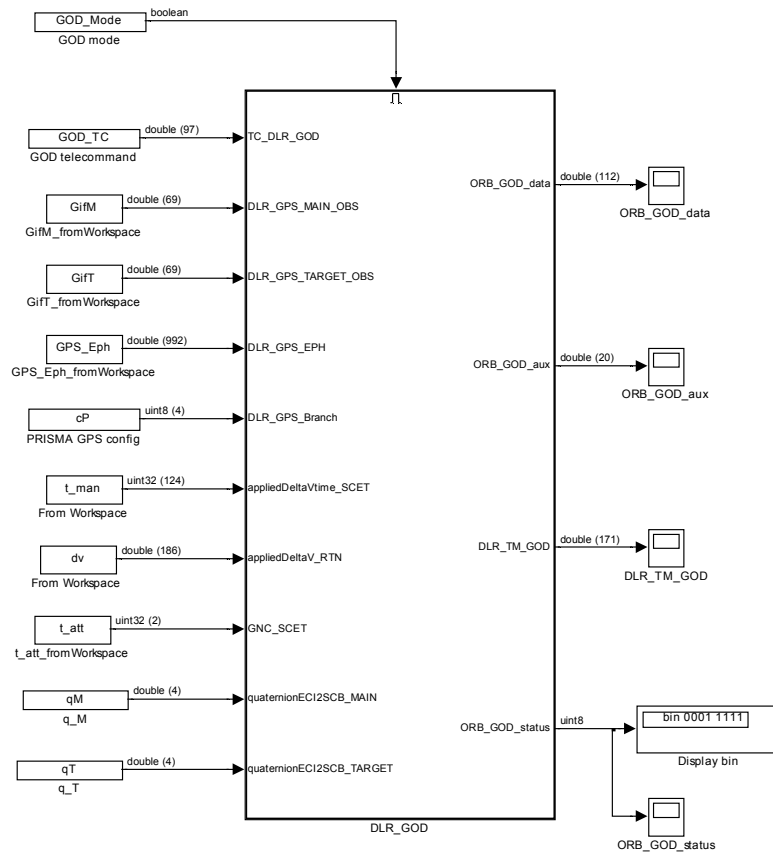 GOD_Mode
boolean
GOD mode
GOD_TC
double (97)
TC_DLR_GOD
GOD telecommand
GifM
double (69)
DLR_GPS_MAIN_OBS
GifM_fromWorkspace
GifT
double (69)
DLR_GPS_TARGET_OBS
GifT_fromWorkspace
GPS_Eph
double (992)
DLR_GPS_EPH
GPS_Eph_fromWorkspace
cP
uint8 (4)
DLR_GPS_Branch
PRISMA GPS config
t_man
uint32 (124)
appliedDeltaVtime_SCET
From Workspace
dv
double (186)
appliedDeltaV_RTN
From Workspace
t_att
uint32 (2)
GNC_SCET
t_att_fromWorkspace
qM
double (4)
quaternionECI2SCB_MAIN
q_M
qT
double (4)
quaternionECI2SCB_TARGET
q_T
DLR_GOD
ORB_GOD_data
double (112)
ORB_GOD_data
ORB_GOD_aux
double (20)
ORB_GOD_aux
DLR_TM_GOD
double (171)
DLR_TM_GOD
ORB_GOD_status
uint8
bin 0001 1111
Display bin
ORB_GOD_status